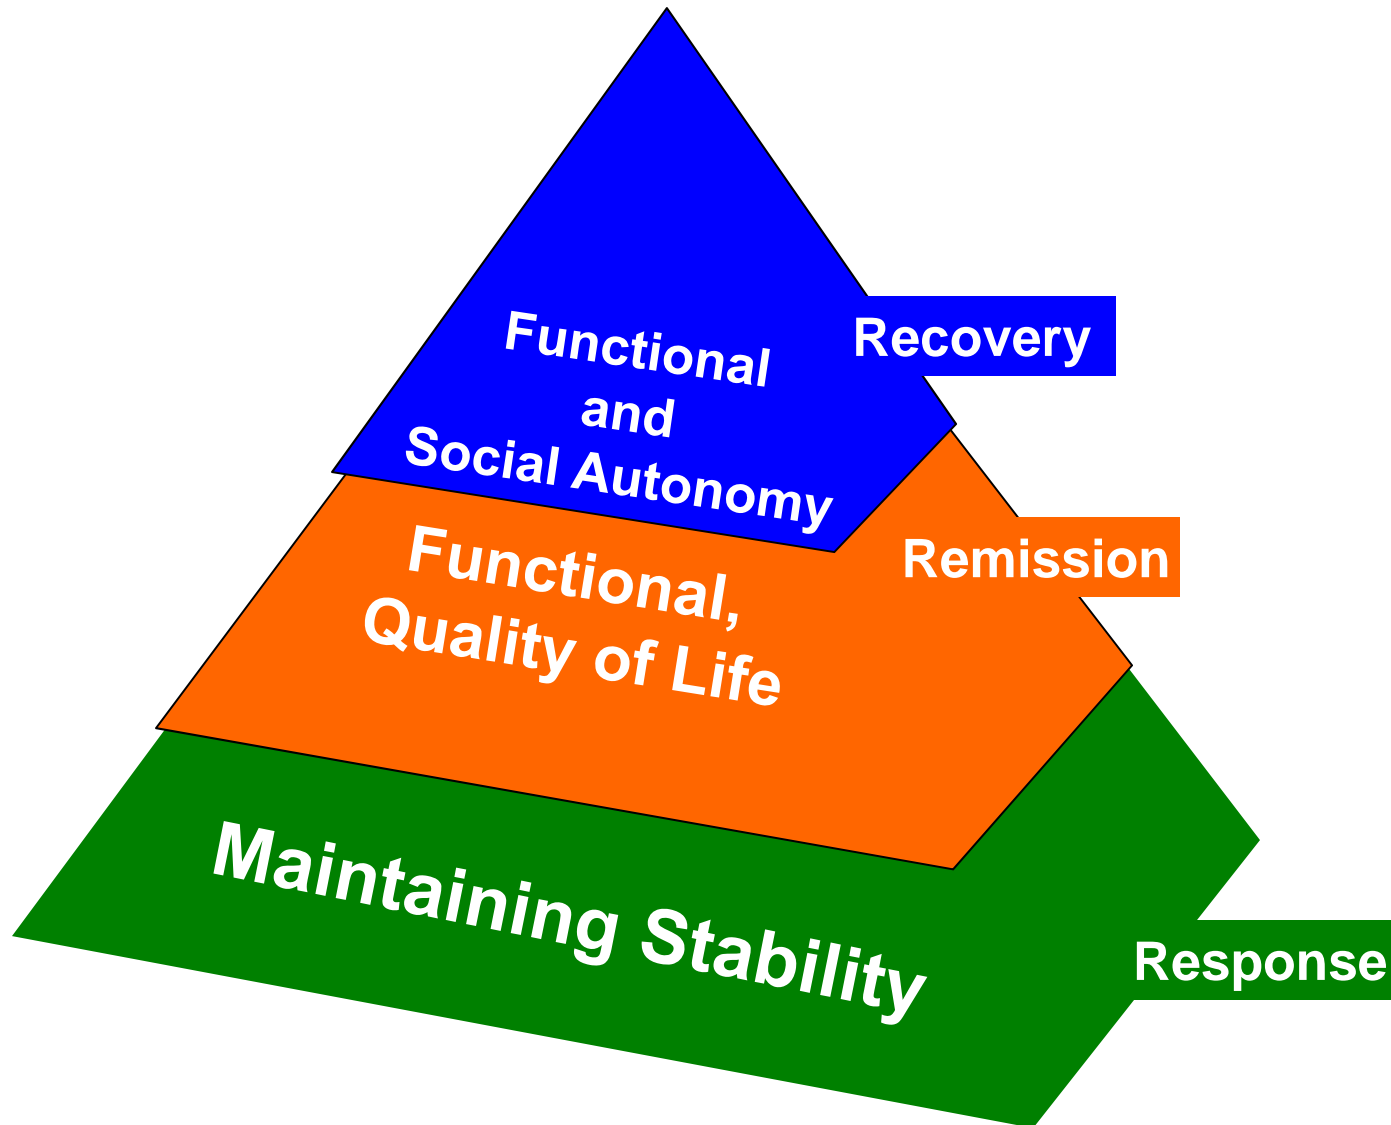 Functional
and
Social Autonomy
Recovery
Functional,
Quality of Life
Remission
Maintaining Stability
Response